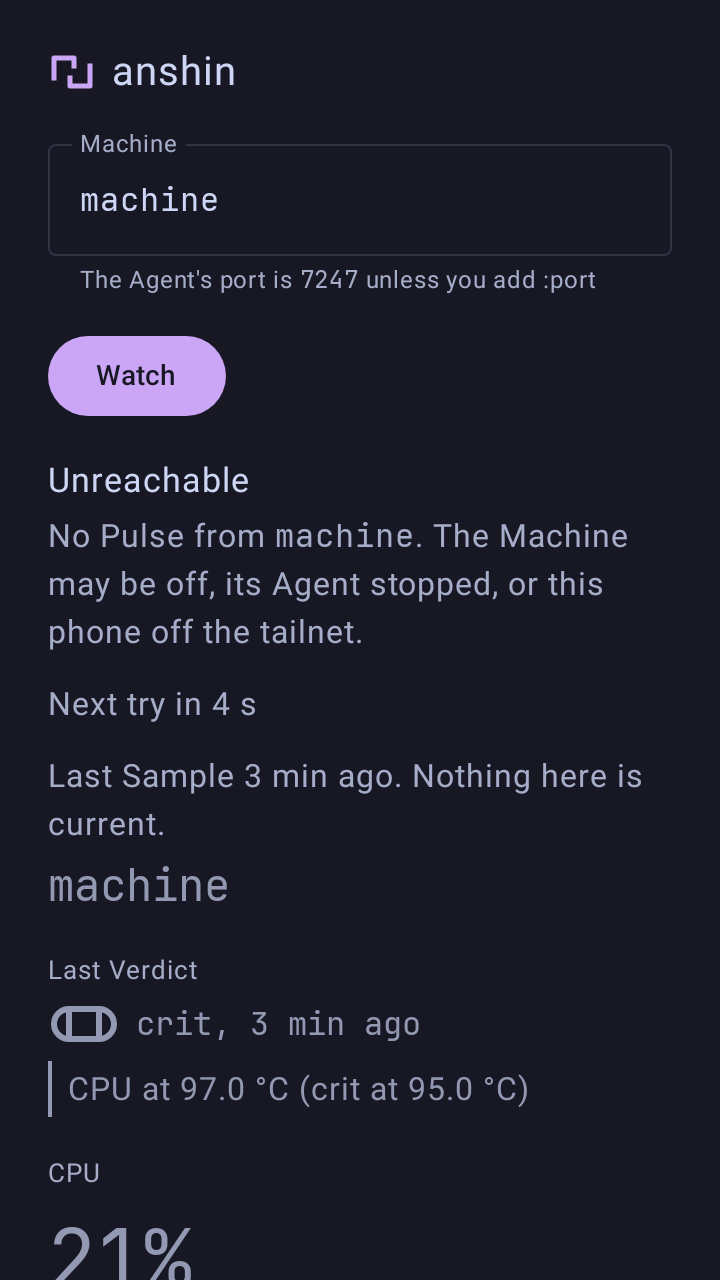 anshin
Machine
machine
The Agent's port is 7247 unless you add :port
Watch
Unreachable
No Pulse from machine. The Machine
may be off, its Agent stopped, or this
phone off the tailnet.
Next try in 4 s
Last Sample 3 min ago. Nothing here is
current.
machine
Last Verdict
crit, 3 min ago
CPU at 97.0 °C (crit at 95.0 °C)
CPU
21%